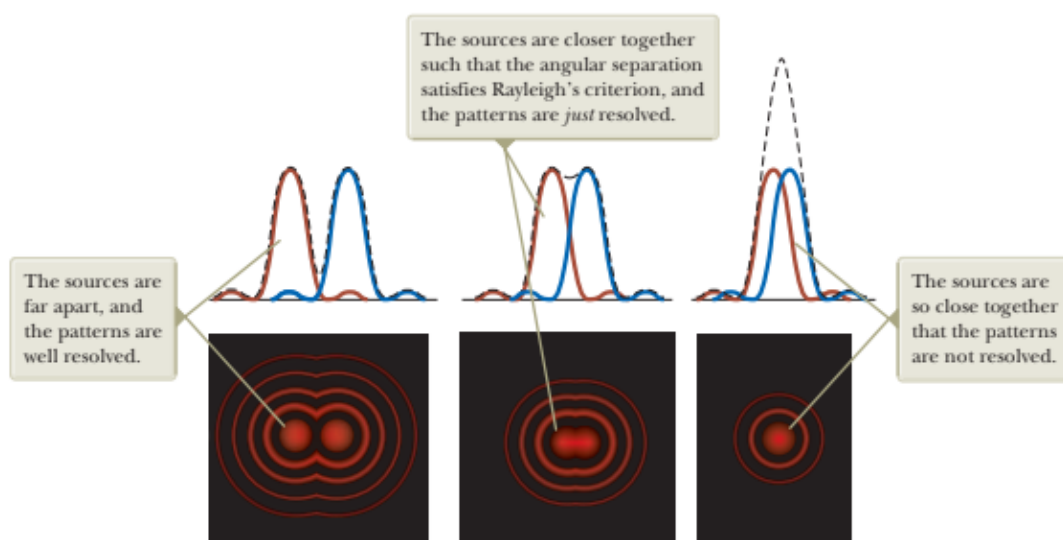 The sources are closer together
such that the angular separation
satisfies Rayleigh’s criterion, and
the patterns are just resolved.
The sources are
far apart, and
the patterns are
well resolved.
The sources are
so close together
that the patterns
are not resolved.